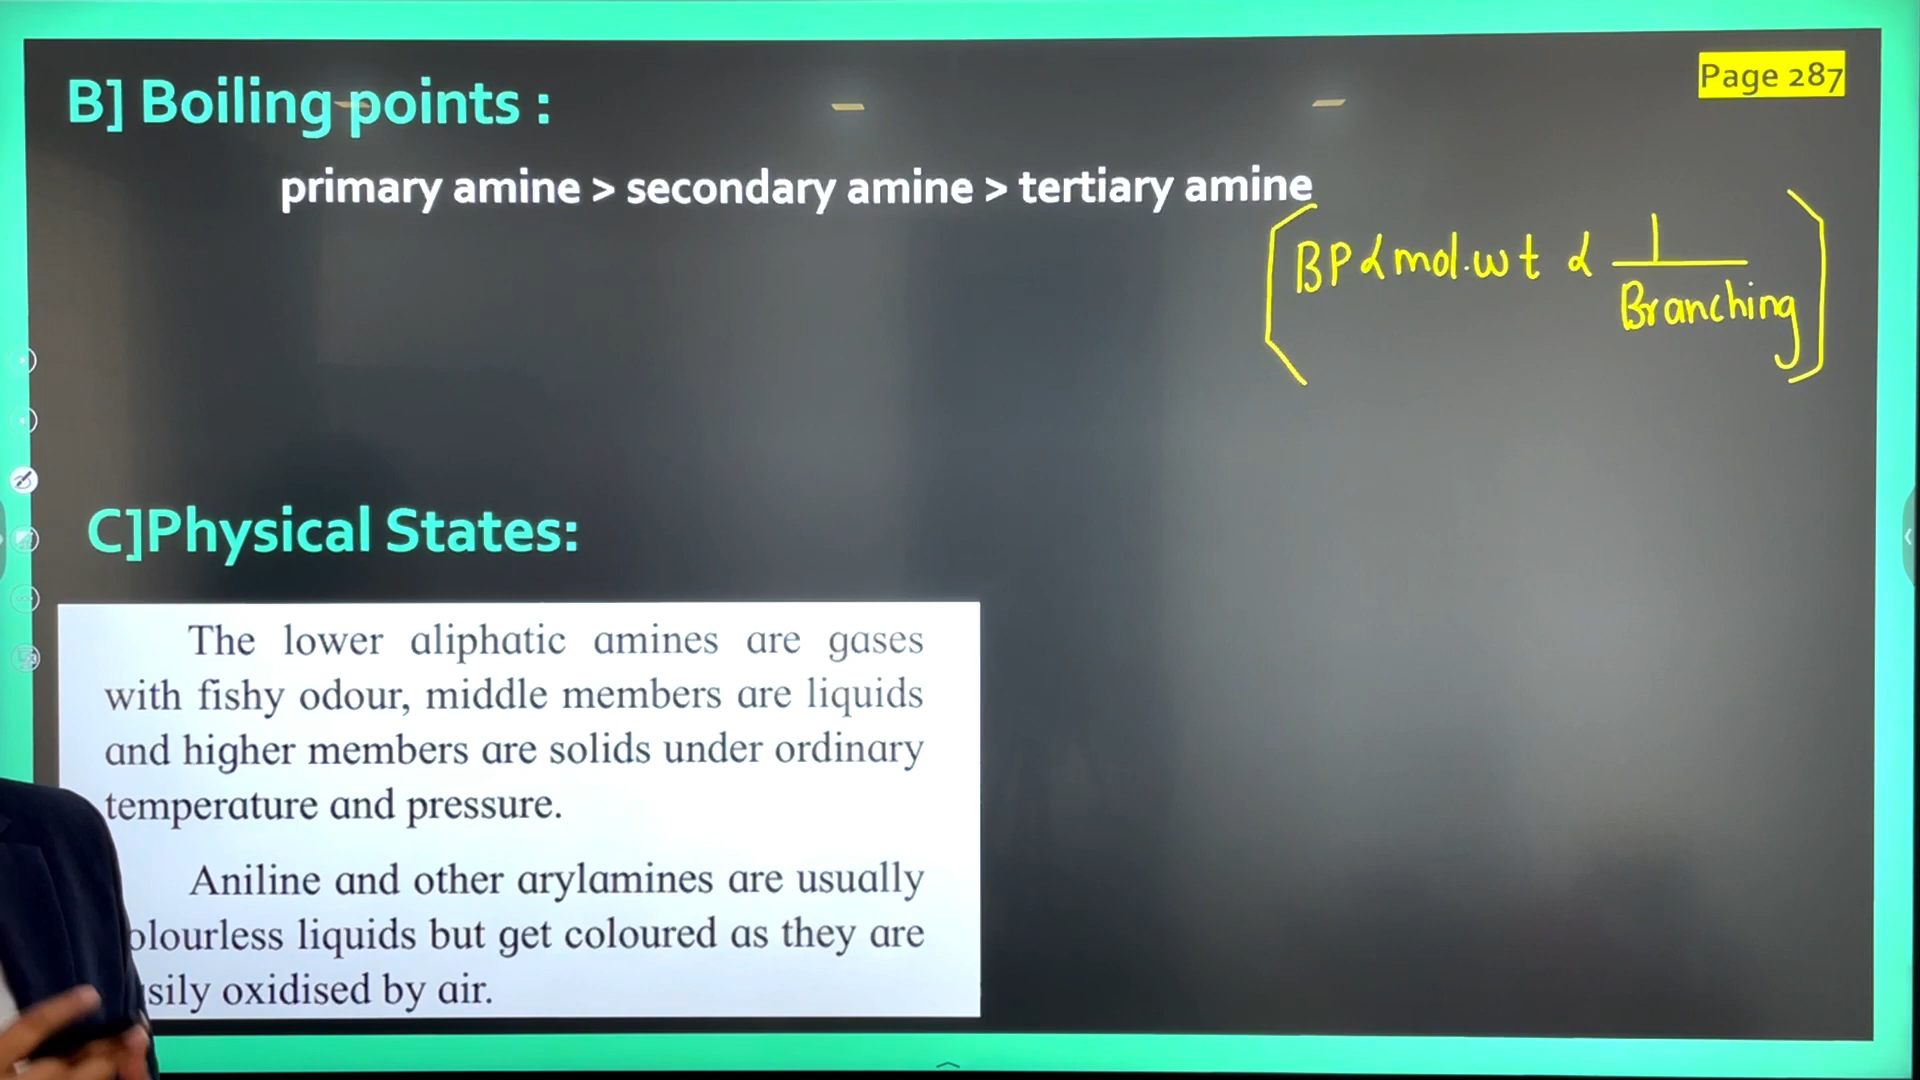 B] Boiling points :
Page 287
primary amine > secondary amine > tertiary amine
BP α mol.wt α 1/Branching
C]Physical States:
The lower aliphatic amines are gases
with fishy odour, middle members are liquids
and higher members are solids under ordinary
temperature and pressure.
Aniline and other arylamines are usually
olourless liquids but get coloured as they are
sily oxidised by air.